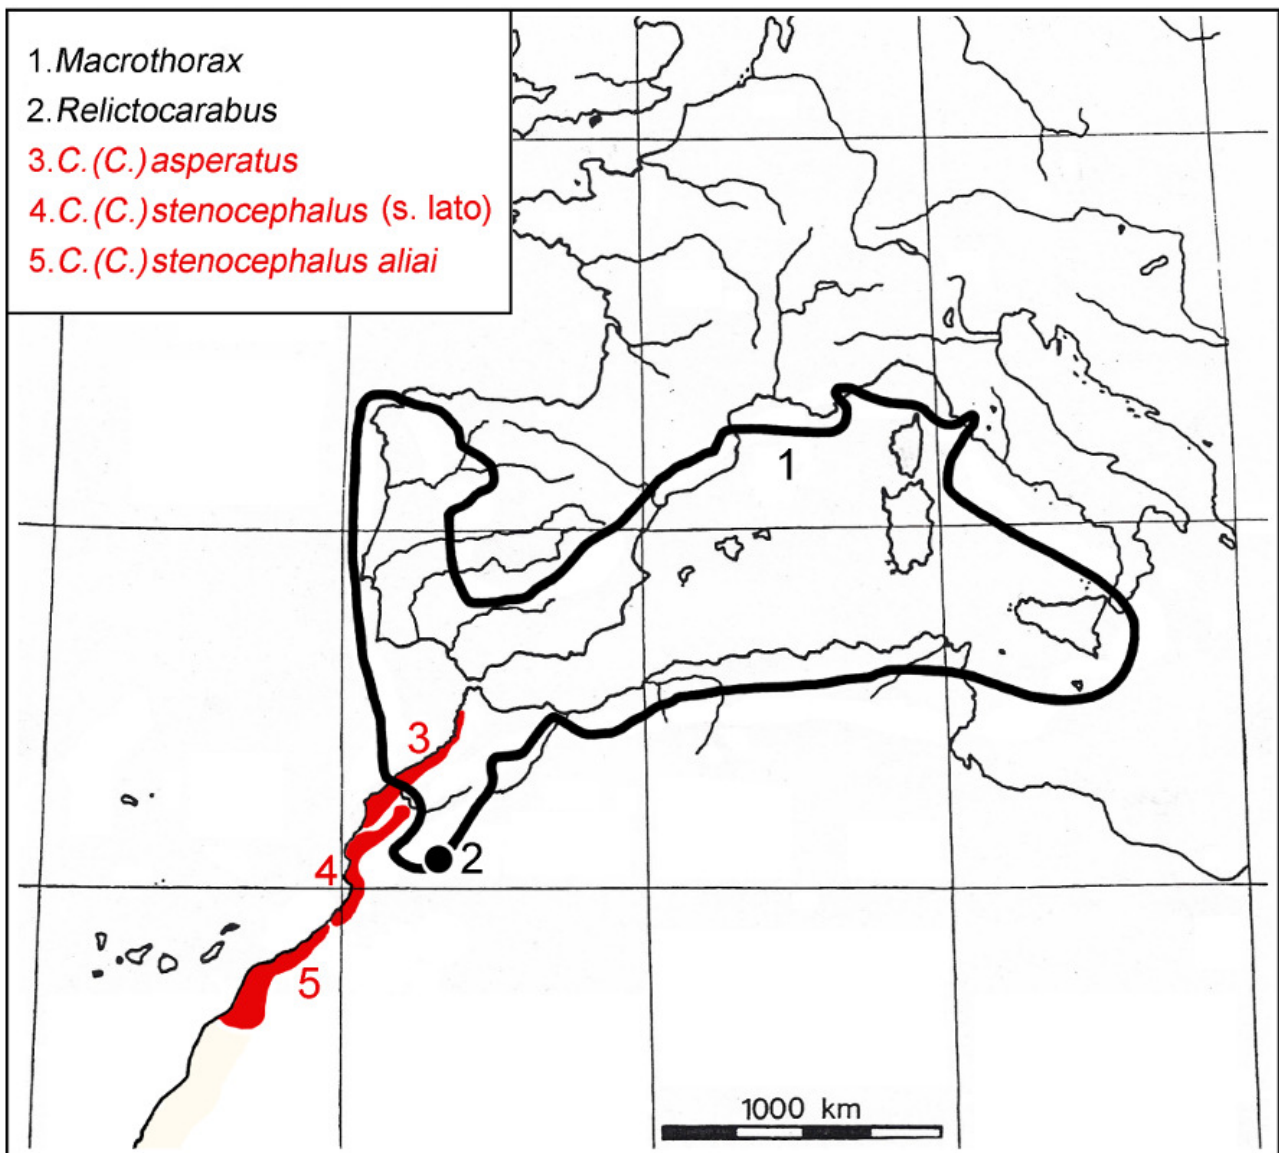 1. Macrothorax
2. Relictocarabus
3. C. (C.) asperatus
4. C. (C.) stenocephalus (s. lato)
5. C. (C.) stenocephalus aliai
1
3
2
4
5
1000 km